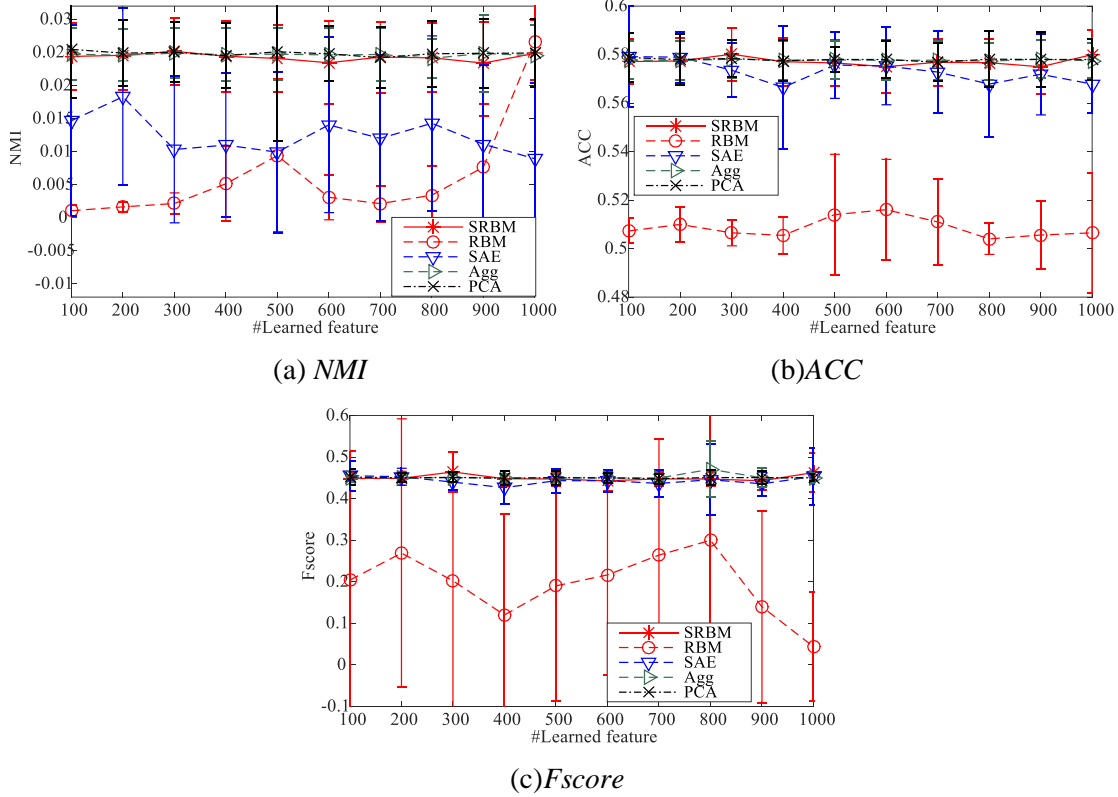 0.03
0.02
0.02
0.01
0.01
0.005
0
-0.005
-0.01
NMI
SRBM
RBM
SAE
Agg
PCA
100 200 300 400 500 600 700 800 900 1000
#Learned feature
(a) NMI
0.6
0.58
0.56
0.54
0.52
0.5
0.48
ACC
SRBM
RBM
SAE
Agg
PCA
100 200 300 400 500 600 700 800 900 1000
#Learned feature
(b)ACC
0.6
0.5
0.4
0.3
0.2
0.1
0
-0.1
Fscore
SRBM
RBM
SAE
Agg
PCA
100 200 300 400 500 600 700 800 900 1000
#Learned feature
(c)Fscore